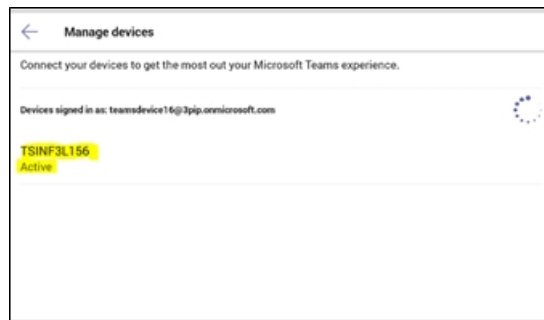 Manage devices
Connect your devices to get the most out your Microsoft Teams experience.
Devices signed in as: teamsdevice16@3pip.onmicrosoft.com
TSINF3L156
Active